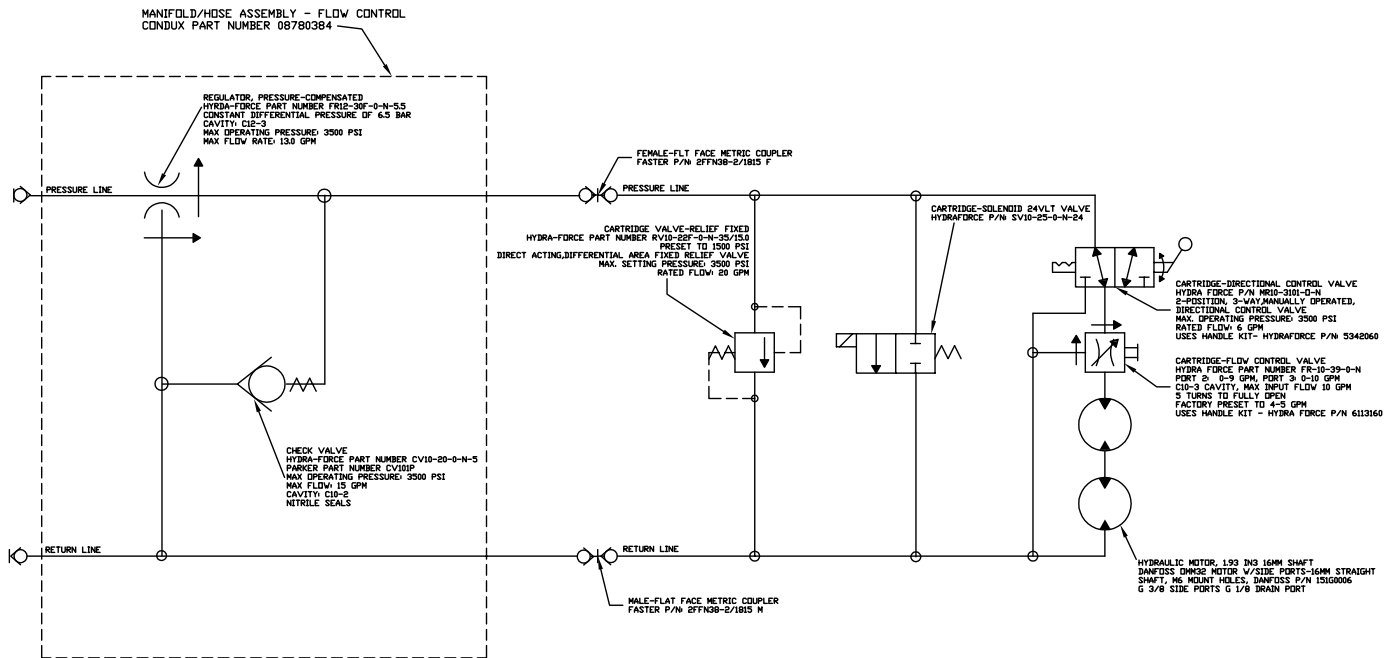 MANIFOLD/HOSE ASSEMBLY - FLOW CONTROL
CONDUX PART NUMBER 08780384
REGULATOR, PRESSURE-COMPENSATED
HYRDA-FORCE PART NUMBER FR12-30F-0-N-5.5
CONSTANT DIFFERENTIAL PRESSURE OF 6.5 BAR
CAVITY: C12-3
MAX OPERATING PRESSURE: 3500 PSI
MAX FLOW RATE: 13.0 GPM
PRESSURE LINE
FEMALE-FLT FACE METRIC COUPLER
FASTER P/N: 2FFN38-2/1815 F
PRESSURE LINE
CARTRIDGE VALVE-RELIEF FIXED
HYDRA-FORCE PART NUMBER RV10-22F-0-N-35/15.0
PRESET TO 1500 PSI
DIRECT ACTING,DIFFERENTIAL AREA FIXED RELIEF VALVE
MAX. SETTING PRESSURE: 3500 PSI
RATED FLOW: 20 GPM
CARTRIDGE-SOLENOID 24VLT VALVE
HYDRAFORCE P/N: SV10-25-0-N-24
CARTRIDGE-DIRECTIONAL CONTROL VALVE
HYDRA FORCE P/N MR10-3101-0-N
2-POSITION, 3-WAY,MANUALLY OPERATED,
DIRECTIONAL CONTROL VALVE
MAX. OPERATING PRESSURE: 3500 PSI
RATED FLOW: 6 GPM
USES HANDLE KIT- HYDRAFORCE P/N: 5342060
CARTRIDGE-FLOW CONTROL VALVE
HYDRA FORCE PART NUMBER FR-10-39-0-N
PORT 2: 0-9 GPM, PORT 3: 0-10 GPM
C10-3 CAVITY, MAX INPUT FLOW 10 GPM
5 TURNS TO FULLY OPEN
FACTORY PRESET TO 4-5 GPM
USES HANDLE KIT - HYDRA FORCE P/N 6113160
CHECK VALVE
HYDRA-FORCE PART NUMBER CV10-20-0-N-5
PARKER PART NUMBER CV101P
MAX OPERATING PRESSURE: 3500 PSI
MAX FLOW: 15 GPM
CAVITY: C10-2
NITRILE SEALS
RETURN LINE
RETURN LINE
MALE-FLAT FACE METRIC COUPLER
FASTER P/N: 2FFN38-2/1815 M
HYDRAULIC MOTOR, 1.93 IN3 16MM SHAFT
DANFOSS OMM32 MOTOR W/SIDE PORTS-16MM STRAIGHT
SHAFT, M6 MOUNT HOLES, DANFOSS P/N 151G0006
G 3/8 SIDE PORTS G 1/8 DRAIN PORT